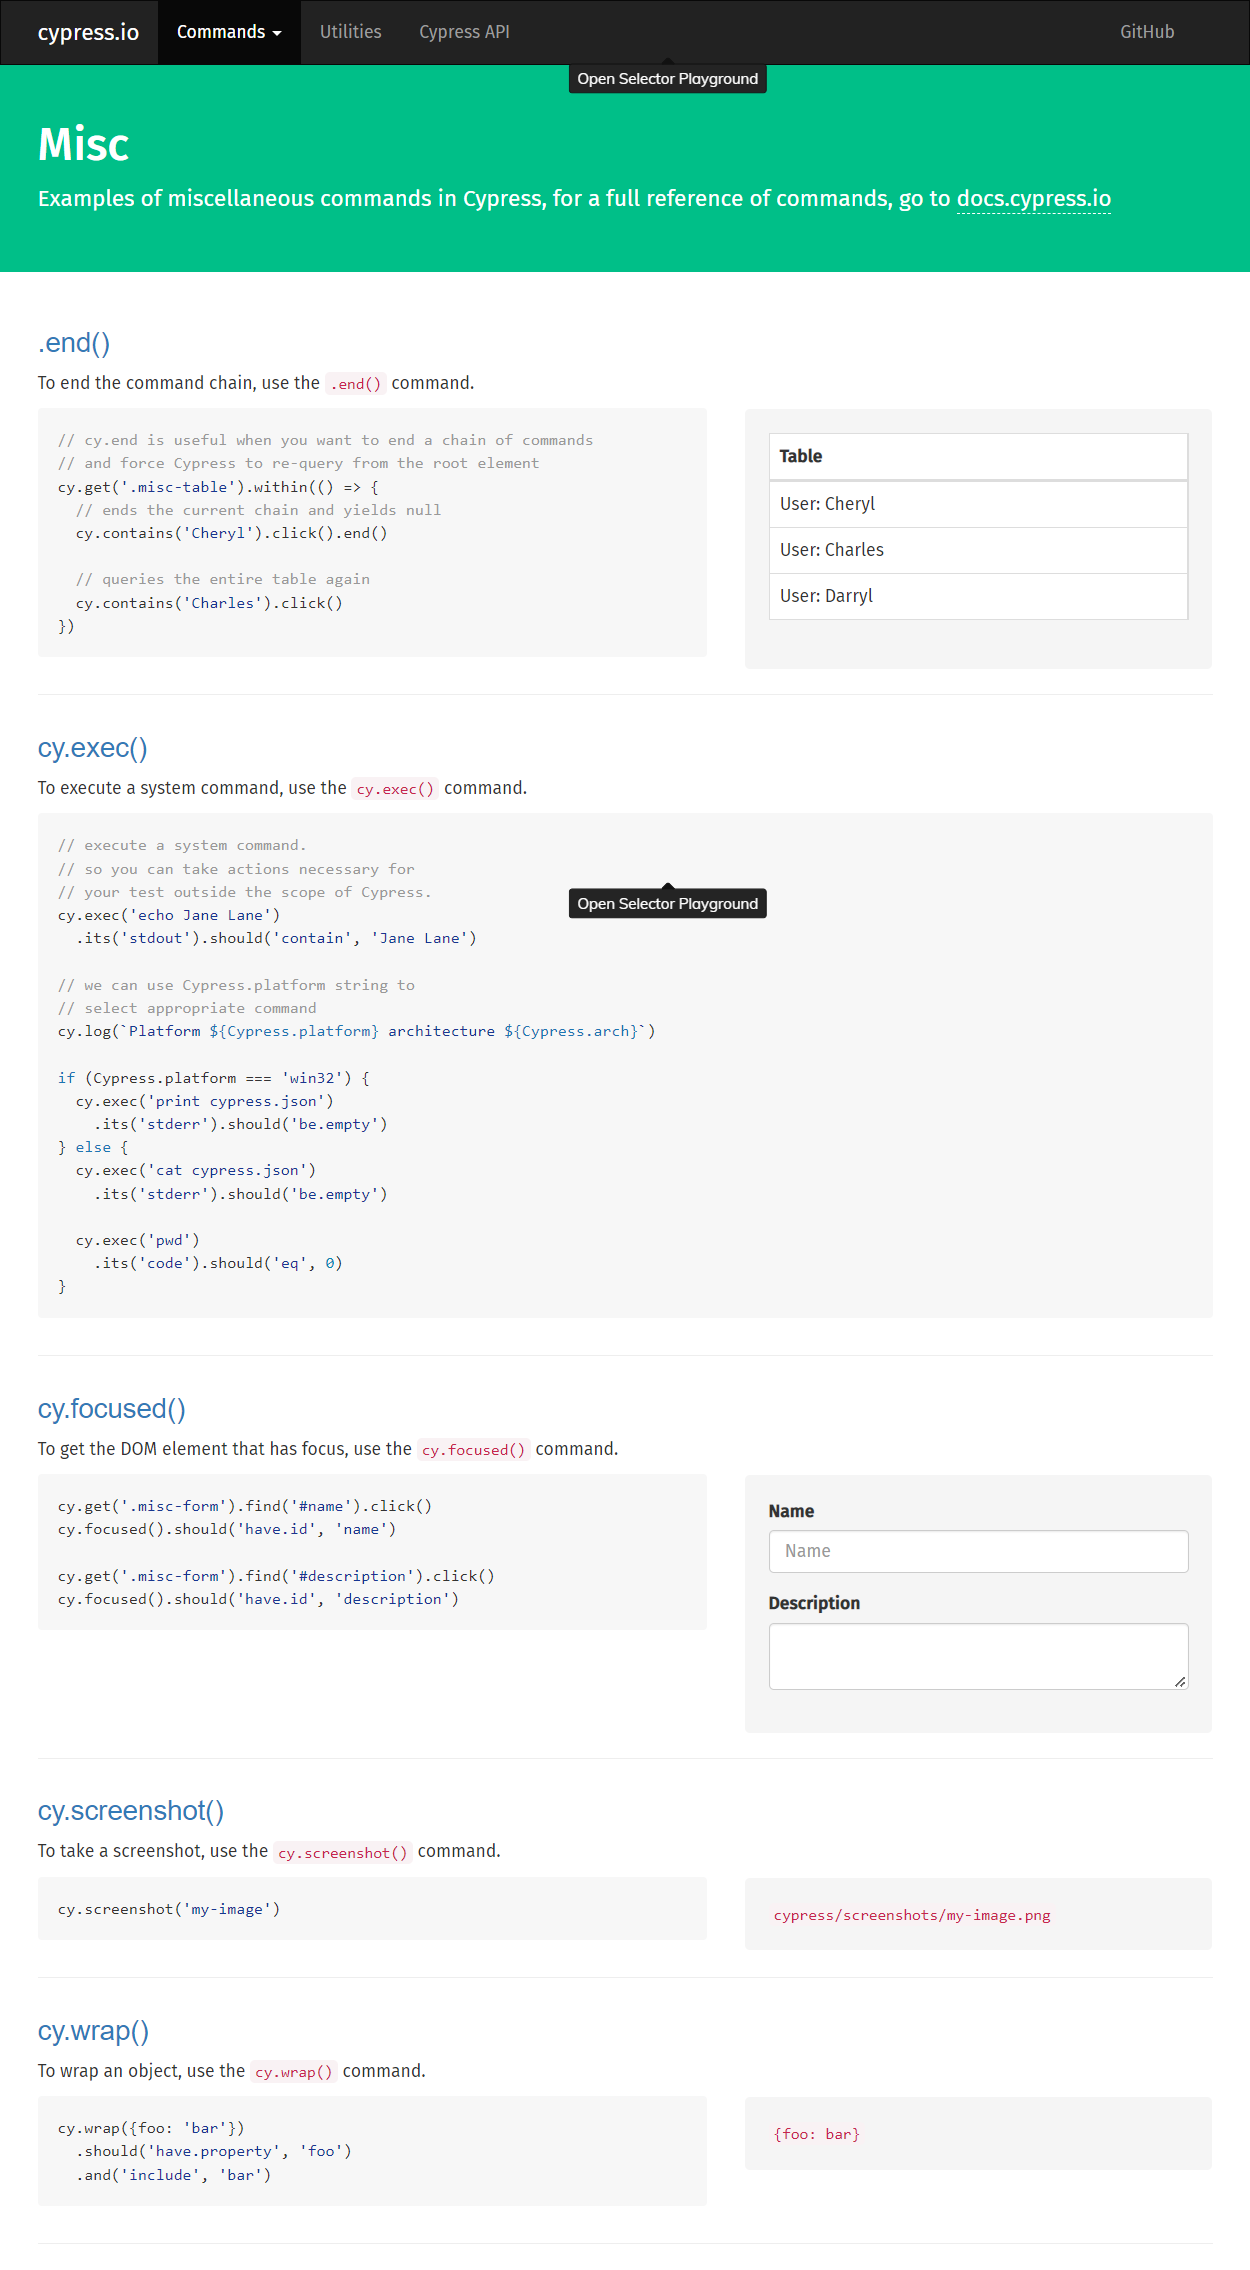 cypress.io Commands Utilities Cypress API GitHub
Open Selector Playground
Misc
Examples of miscellaneous commands in Cypress, for a full reference of commands, go to docs.cypress.io
.end()
To end the command chain, use the .end() command.
// cy.end is useful when you want to end a chain of commands
// and force Cypress to re-query from the root element
cy.get('.misc-table').within(() => {
  // ends the current chain and yields null
  cy.contains('Cheryl').click().end()
  // queries the entire table again
  cy.contains('Charles').click()
})
Table
User: Cheryl
User: Charles
User: Darryl
cy.exec()
To execute a system command, use the cy.exec() command.
// execute a system command.
// so you can take actions necessary for
// your test outside the scope of Cypress.
Open Selector Playground
cy.exec('echo Jane Lane')
  .its('stdout').should('contain', 'Jane Lane')
// we can use Cypress.platform string to
// select appropriate command
cy.log(`Platform ${Cypress.platform} architecture ${Cypress.arch}`)
if (Cypress.platform === 'win32') {
  cy.exec('print cypress.json')
    .its('stderr').should('be.empty')
} else {
  cy.exec('cat cypress.json')
    .its('stderr').should('be.empty')
  cy.exec('pwd')
    .its('code').should('eq', 0)
}
cy.focused()
To get the DOM element that has focus, use the cy.focused() command.
cy.get('.misc-form').find('#name').click()
cy.focused().should('have.id', 'name')
cy.get('.misc-form').find('#description').click()
cy.focused().should('have.id', 'description')
Name
Name
Description
cy.screenshot()
To take a screenshot, use the cy.screenshot() command.
cy.screenshot('my-image')
cypress/screenshots/my-image.png
cy.wrap()
To wrap an object, use the cy.wrap() command.
cy.wrap({foo: 'bar'})
  .should('have.property', 'foo')
  .and('include', 'bar')
{foo: bar}